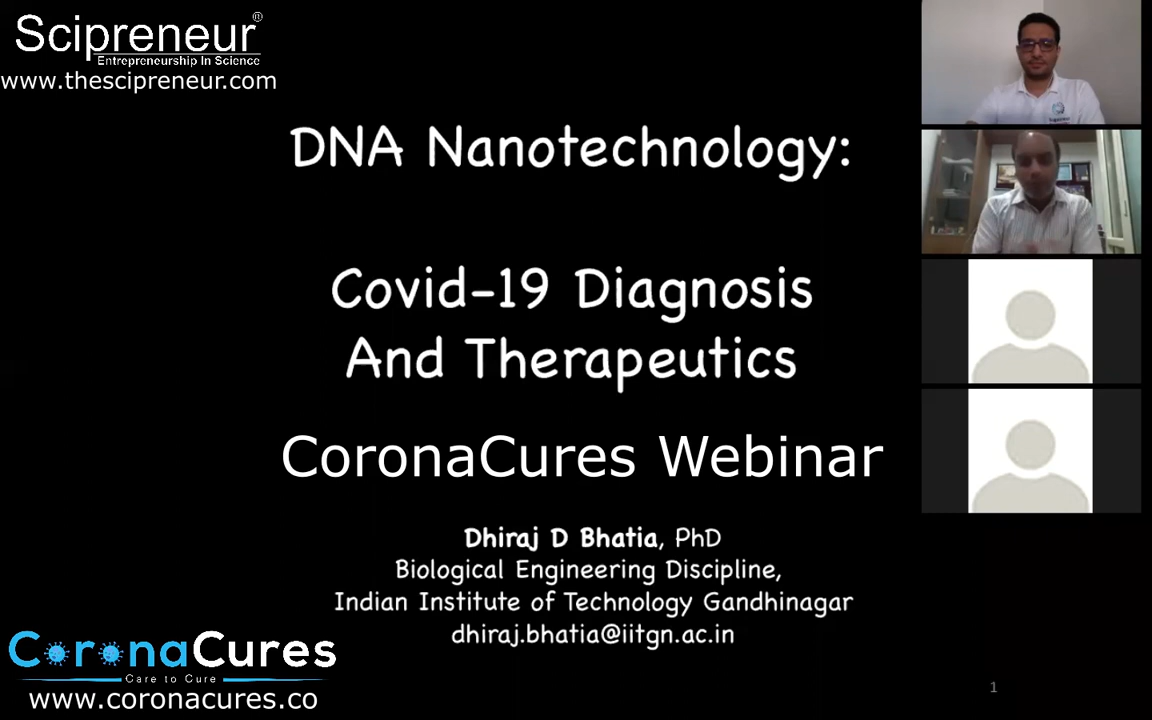 Scipreneur®
Entrepreneurship In Science
www.thescipreneur.com
DNA Nanotechnology:
Covid-19 Diagnosis
And Therapeutics
CoronaCures Webinar
Dhiraj D Bhatia, PhD
Biological Engineering Discipline,
Indian Institute of Technology Gandhinagar
dhiraj.bhatia@iitgn.ac.in
CoronaCures
Care to Cure
www.coronacures.co
1